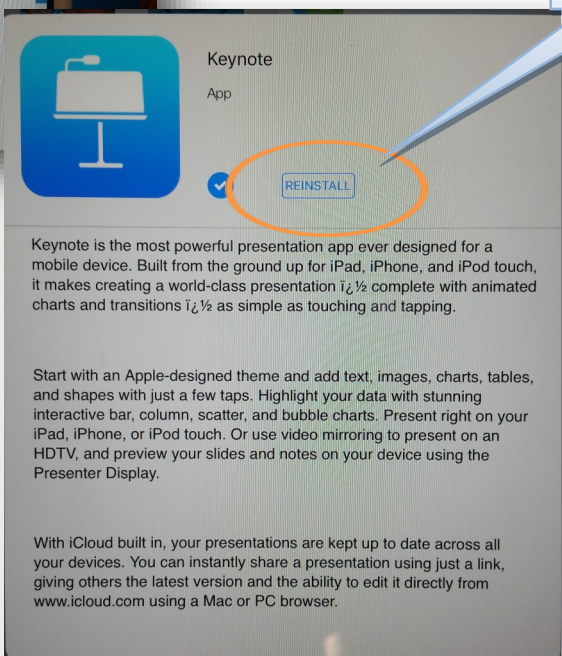 Keynote
App
REINSTALL
Keynote is the most powerful presentation app ever designed for a
mobile device. Built from the ground up for iPad, iPhone, and iPod touch,
it makes creating a world-class presentation ï¿½ complete with animated
charts and transitions ï¿½ as simple as touching and tapping.
Start with an Apple-designed theme and add text, images, charts, tables,
and shapes with just a few taps. Highlight your data with stunning
interactive bar, column, scatter, and bubble charts. Present right on your
iPad, iPhone, or iPod touch. Or use video mirroring to present on an
HDTV, and preview your slides and notes on your device using the
Presenter Display.
With iCloud built in, your presentations are kept up to date across all
your devices. You can instantly share a presentation using just a link,
giving others the latest version and the ability to edit it directly from
www.icloud.com using a Mac or PC browser.